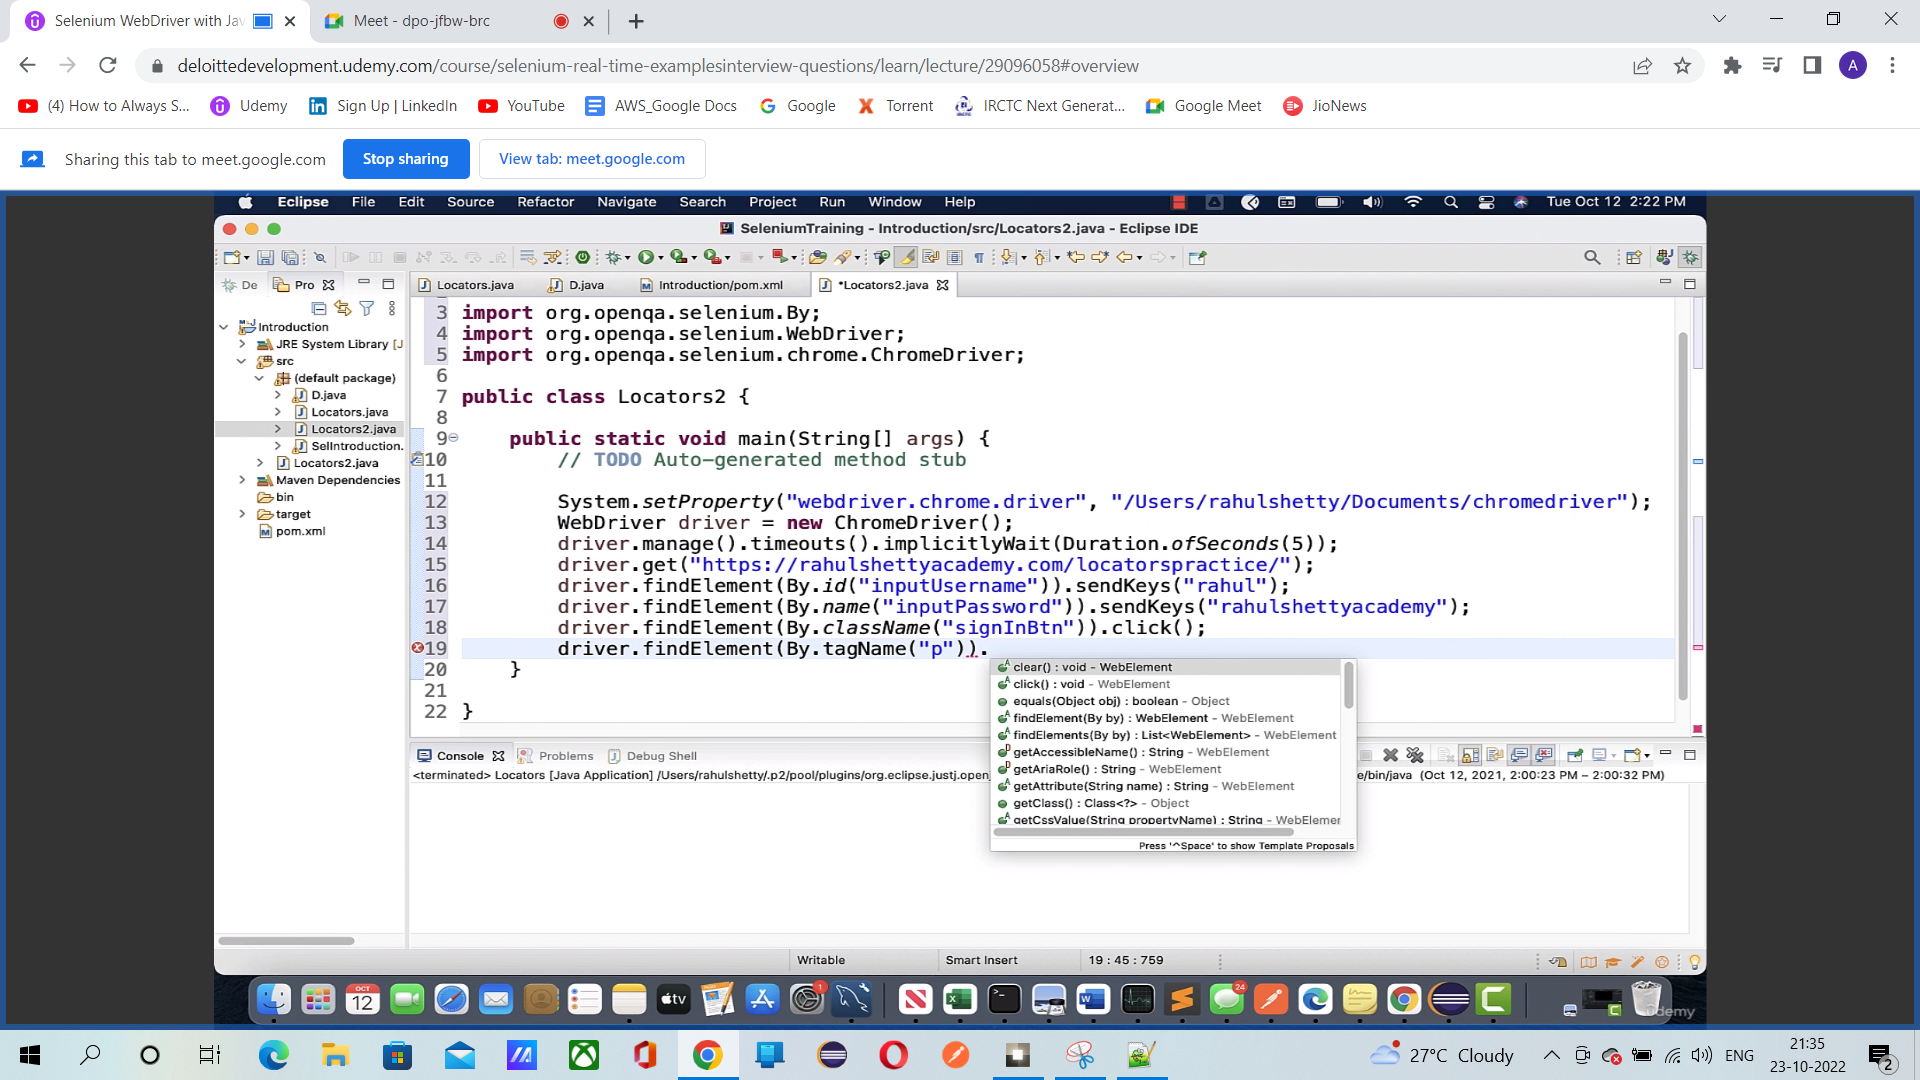 Selenium WebDriver with Jav
Meet - dpo-jfbw-brc
deloittedevelopment.udemy.com/course/selenium-real-time-examplesinterview-questions/learn/lecture/29096058#overview
A
(4) How to Always S...
Udemy
Sign Up | LinkedIn
YouTube
AWS_Google Docs
Google
Torrent
IRCTC Next Generat...
Google Meet
JioNews
Sharing this tab to meet.google.com
Stop sharing
View tab: meet.google.com
Eclipse File Edit Source Refactor Navigate Search Project Run Window Help
Tue Oct 12 2:22 PM
SeleniumTraining - Introduction/src/Locators2.java - Eclipse IDE
De
Pro
Locators.java
D.java
Introduction/pom.xml
*Locators2.java
Introduction
JRE System Library [J
src
(default package)
D.java
Locators.java
Locators2.java
SelIntroduction.
Locators2.java
Maven Dependencies
bin
target
pom.xml
3 import org.openqa.selenium.By;
4 import org.openqa.selenium.WebDriver;
5 import org.openqa.selenium.chrome.ChromeDriver;
6
7 public class Locators2 {
8
9 public static void main(String[] args) {
10 // TODO Auto-generated method stub
11
12 System.setProperty("webdriver.chrome.driver", "/Users/rahulshetty/Documents/chromedriver");
13 WebDriver driver = new ChromeDriver();
14 driver.manage().timeouts().implicitlyWait(Duration.ofSeconds(5));
15 driver.get("https://rahulshettyacademy.com/locatorspractice/");
16 driver.findElement(By.id("inputUsername")).sendKeys("rahul");
17 driver.findElement(By.name("inputPassword")).sendKeys("rahulshettyacademy");
18 driver.findElement(By.className("signInBtn")).click();
19 driver.findElement(By.tagName("p")).
20 }
21
22 }
clear() : void - WebElement
click() : void - WebElement
equals(Object obj) : boolean - Object
findElement(By by) : WebElement - WebElement
findElements(By by) : List<WebElement> - WebElement
getAccessibleName() : String - WebElement
getAriaRole() : String - WebElement
getAttribute(String name) : String - WebElement
getClass() : Class<?> - Object
getCssValue(String propertyName) : String - WebElemer
Press '^Space' to show Template Proposals
Console
Problems
Debug Shell
<terminated> Locators [Java Application] /Users/rahulshetty/.p2/pool/plugins/org.eclipse.justj.openj
e/bin/java (Oct 12, 2021, 2:00:23 PM – 2:00:32 PM)
Writable
Smart Insert
19 : 45 : 759
OCT
12
tv
1
24
udemy
27°C Cloudy
ENG
21:35
23-10-2022
2